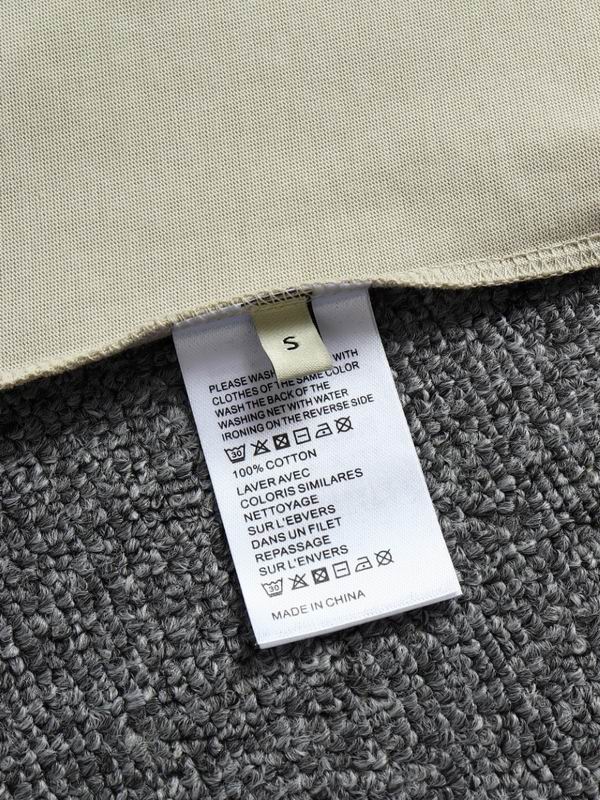 S
PLEASE WASH WITH
CLOTHES OF THE SAME COLOR
WASH THE BACK OF THE
WASHING NET WITH WATER
IRONING ON THE REVERSE SIDE
30
100% COTTON
LAVER AVEC
COLORIS SIMILARES
NETTOYAGE
SUR L'EBVERS
DANS UN FILET
REPASSAGE
SUR L'ENVERS
30
MADE IN CHINA